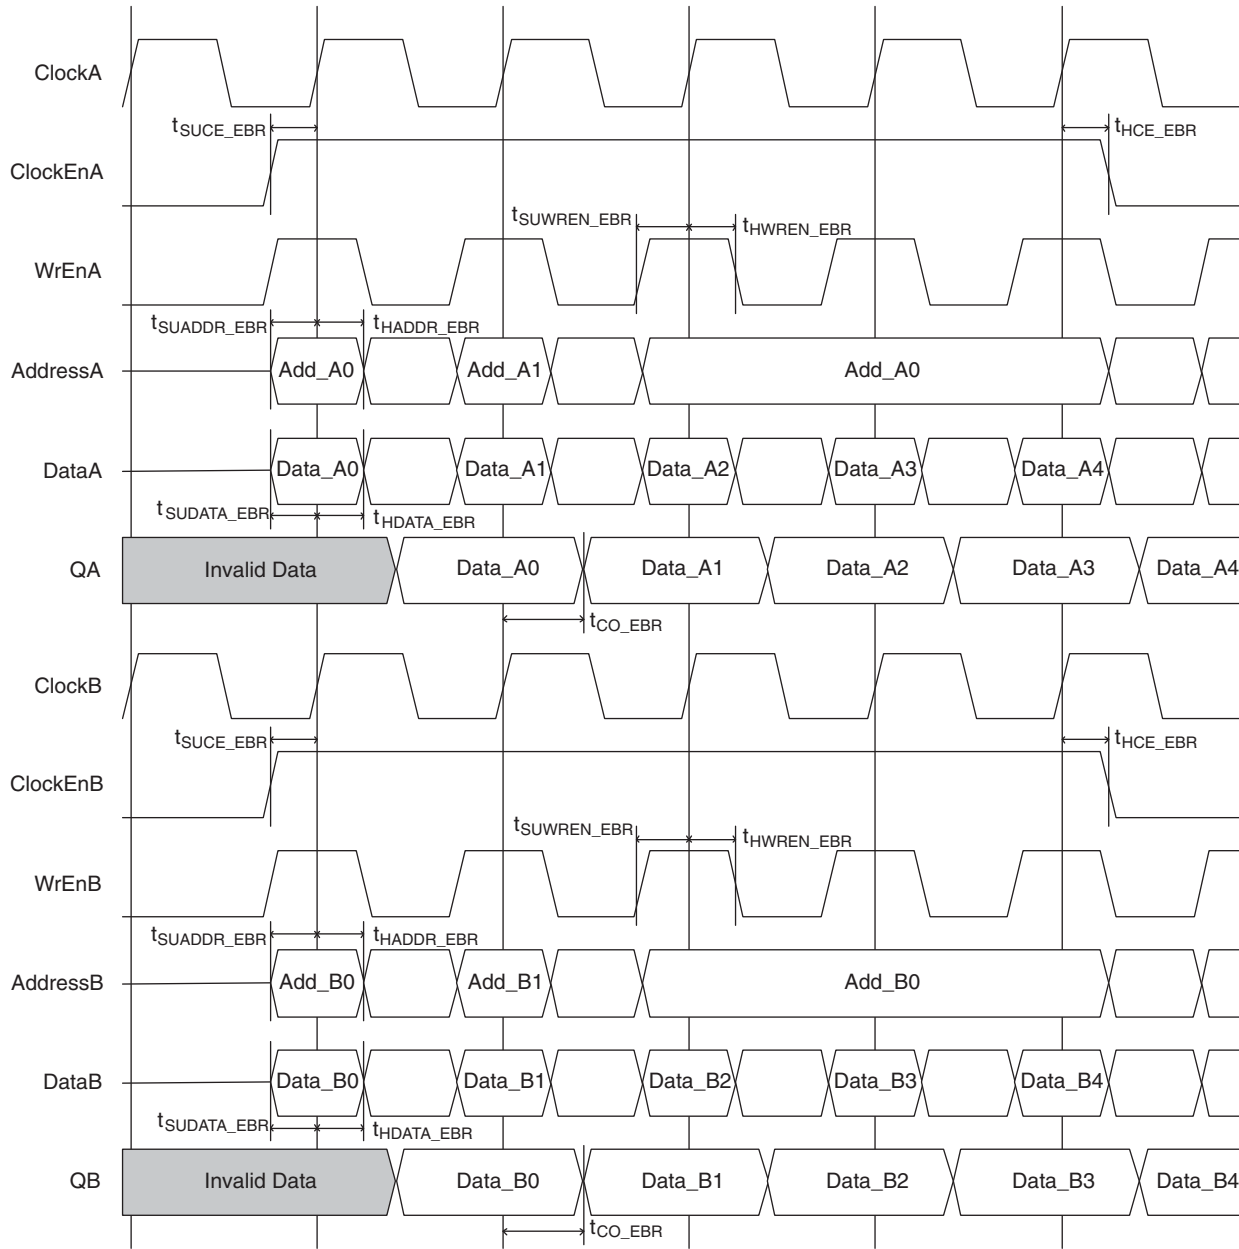 ClockA
tSUCE_EBR tHCE_EBR
ClockEnA
tSUWREN_EBR tHWREN_EBR
WrEnA
tSUADDR_EBR tHADDR_EBR
AddressA Add_A0 Add_A1 Add_A0
DataA Data_A0 Data_A1 Data_A2 Data_A3 Data_A4
tSUDATA_EBR tHDATA_EBR
QA Invalid Data Data_A0 Data_A1 Data_A2 Data_A3 Data_A4
tCO_EBR
ClockB
tSUCE_EBR tHCE_EBR
ClockEnB
tSUWREN_EBR tHWREN_EBR
WrEnB
tSUADDR_EBR tHADDR_EBR
AddressB Add_B0 Add_B1 Add_B0
DataB Data_B0 Data_B1 Data_B2 Data_B3 Data_B4
tSUDATA_EBR tHDATA_EBR
QB Invalid Data Data_B0 Data_B1 Data_B2 Data_B3 Data_B4
tCO_EBR